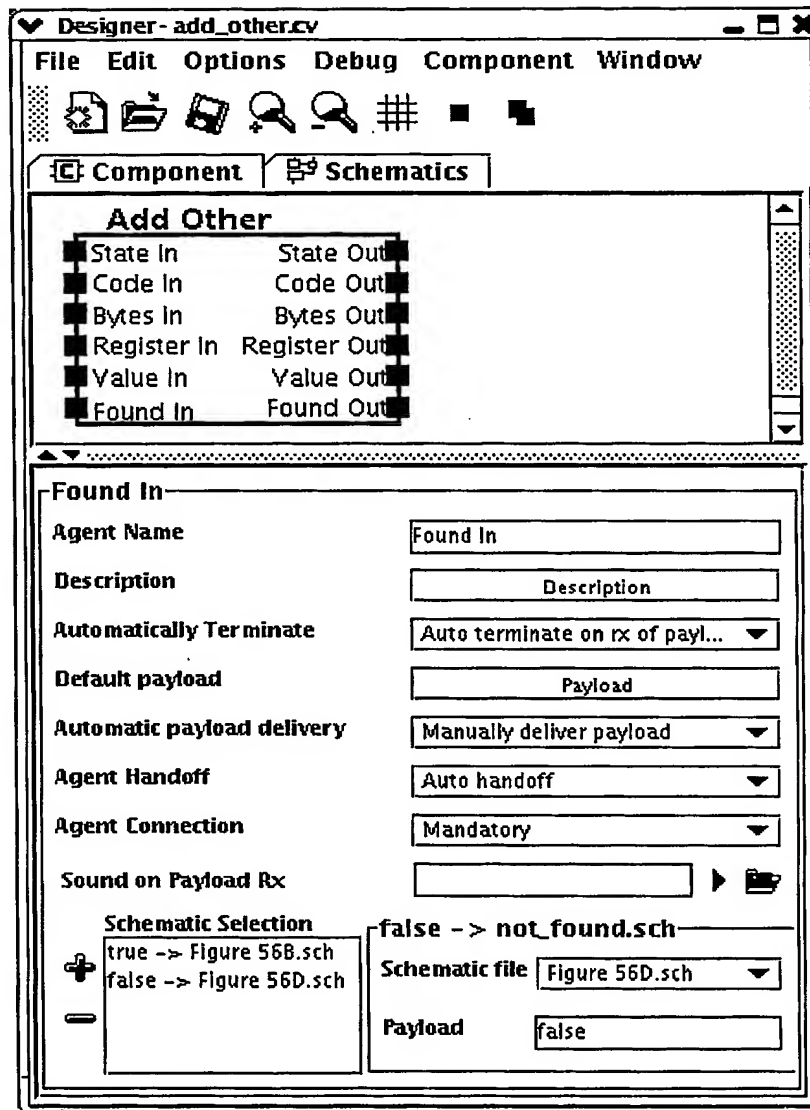 Designer- add_other.cv
File Edit Options Debug Component Window
Component Schematics
Add Other
State In State Out
Code In Code Out
Bytes In Bytes Out
Register In Register Out
Value In Value Out
Found In Found Out
Found In
Agent Name Found In
Description Description
Automatically Terminate Auto terminate on rx of payl...
Default payload Payload
Automatic payload delivery Manually deliver payload
Agent Handoff Auto handoff
Agent Connection Mandatory
Sound on Payload Rx
Schematic Selection
true -> Figure 56B.sch
false -> Figure 56D.sch
false -> not_found.sch
Schematic file Figure 56D.sch
Payload false